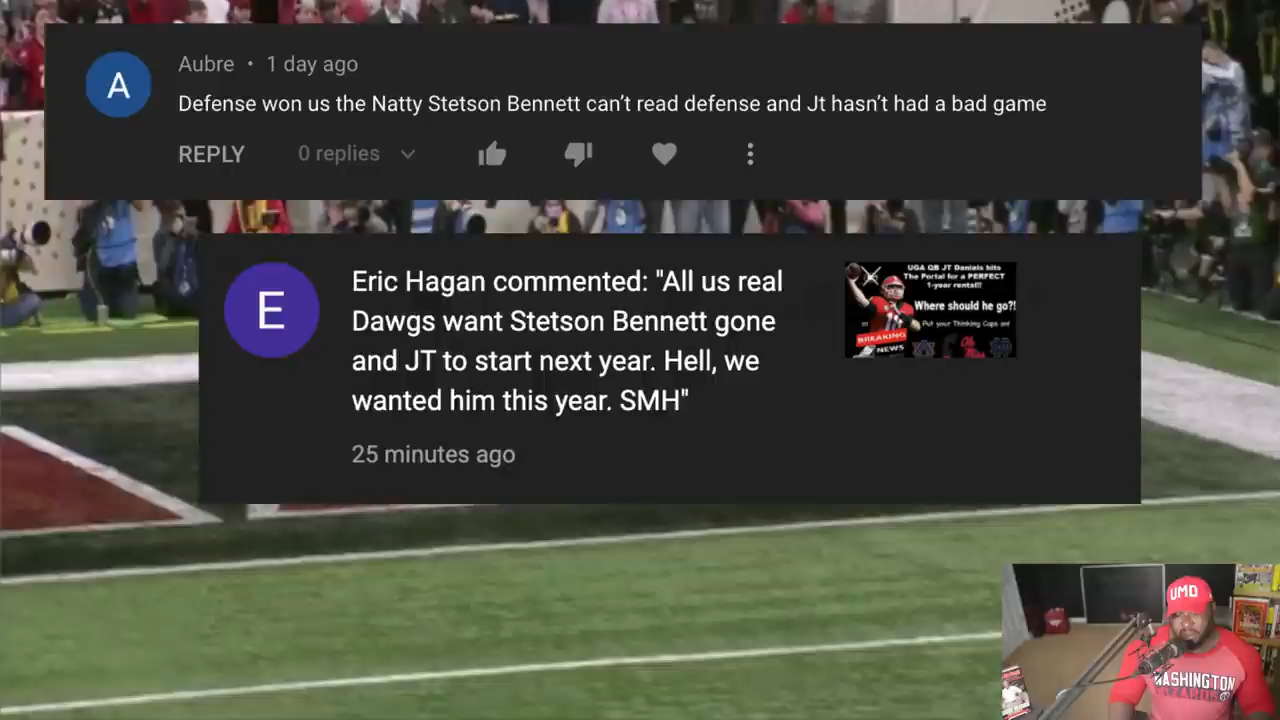 Aubre • 1 day ago
Defense won us the Natty Stetson Bennett can't read defense and Jt hasn't had a bad game
REPLY 0 replies
A
Eric Hagan commented: "All us real
Dawgs want Stetson Bennett gone
and JT to start next year. Hell, we
wanted him this year. SMH"
25 minutes ago
E
UGA QB JT Daniels hits
The Portal for a PERFECT
1-year rental!!!
Where should he go?!
Put your Thinking Caps on!
BREAKING
NEWS
UMD
WASHINGTON
WIZARDS